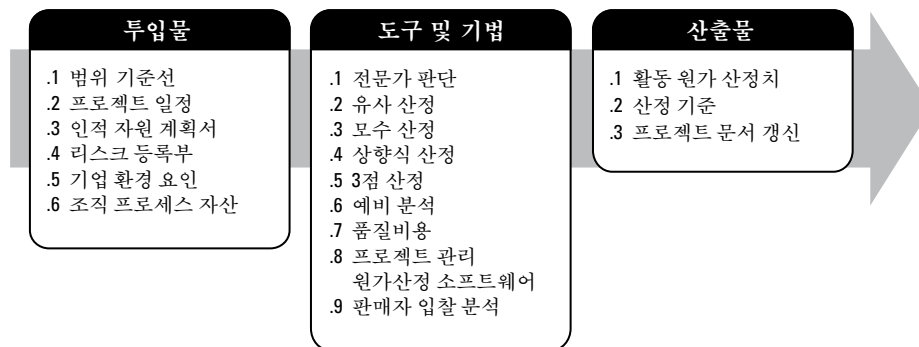 투입물
.1 범위 기준선
.2 프로젝트 일정
.3 인적 자원 계획서
.4 리스크 등록부
.5 기업 환경 요인
.6 조직 프로세스 자산
도구 및 기법
.1 전문가 판단
.2 유사 산정
.3 모수 산정
.4 상향식 산정
.5 3점 산정
.6 예비 분석
.7 품질비용
.8 프로젝트 관리
원가산정 소프트웨어
.9 판매자 입찰 분석
산출물
.1 활동 원가 산정치
.2 산정 기준
.3 프로젝트 문서 갱신